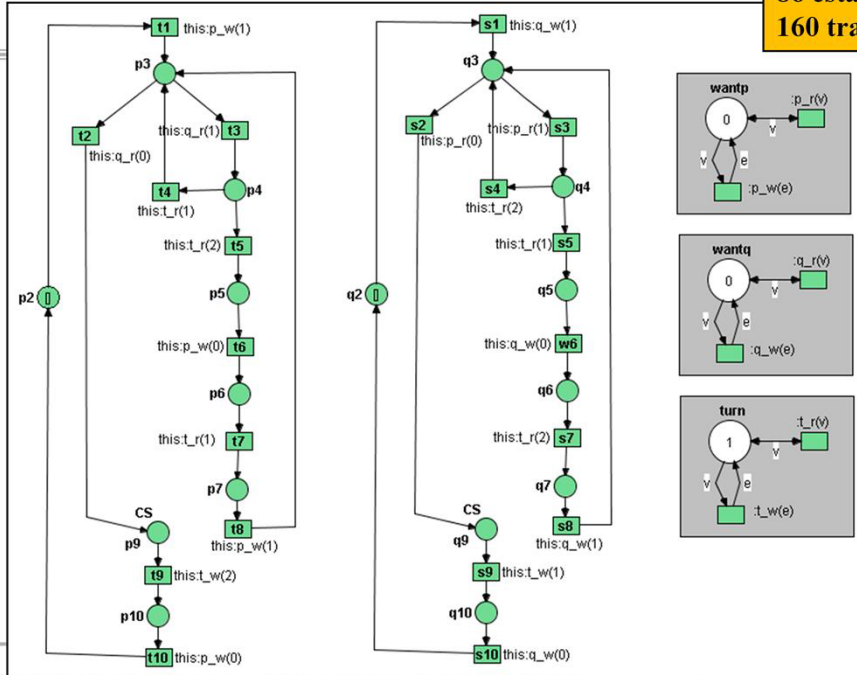 160 tra
t1 this:p_w(1)
p3
t2
this:q_r(0)
this:q_r(1) t3
t4
this:t_r(1)
p4
this:t_r(2) t5
p5
p2 []
this:p_w(0) t6
p6
this:t_r(1) t7
p7
t8
this:p_w(1)
CS
p9
t9 this:t_w(2)
p10
t10 this:p_w(0)
s1 this:q_w(1)
q3
s2
this:p_r(0)
this:p_r(1) s3
s4
this:t_r(2)
q4
this:t_r(1) s5
q5
q2 []
this:q_w(0) w6
q6
this:t_r(2) s7
q7
s8
this:q_w(1)
CS
q9
s9 this:t_w(1)
q10
s10 this:q_w(0)
wantp
0
:p_r(v)
v
v e
:p_w(e)
wantq
0
:q_r(v)
v
v e
:q_w(e)
turn
1
:t_r(v)
v
v e
:t_w(e)